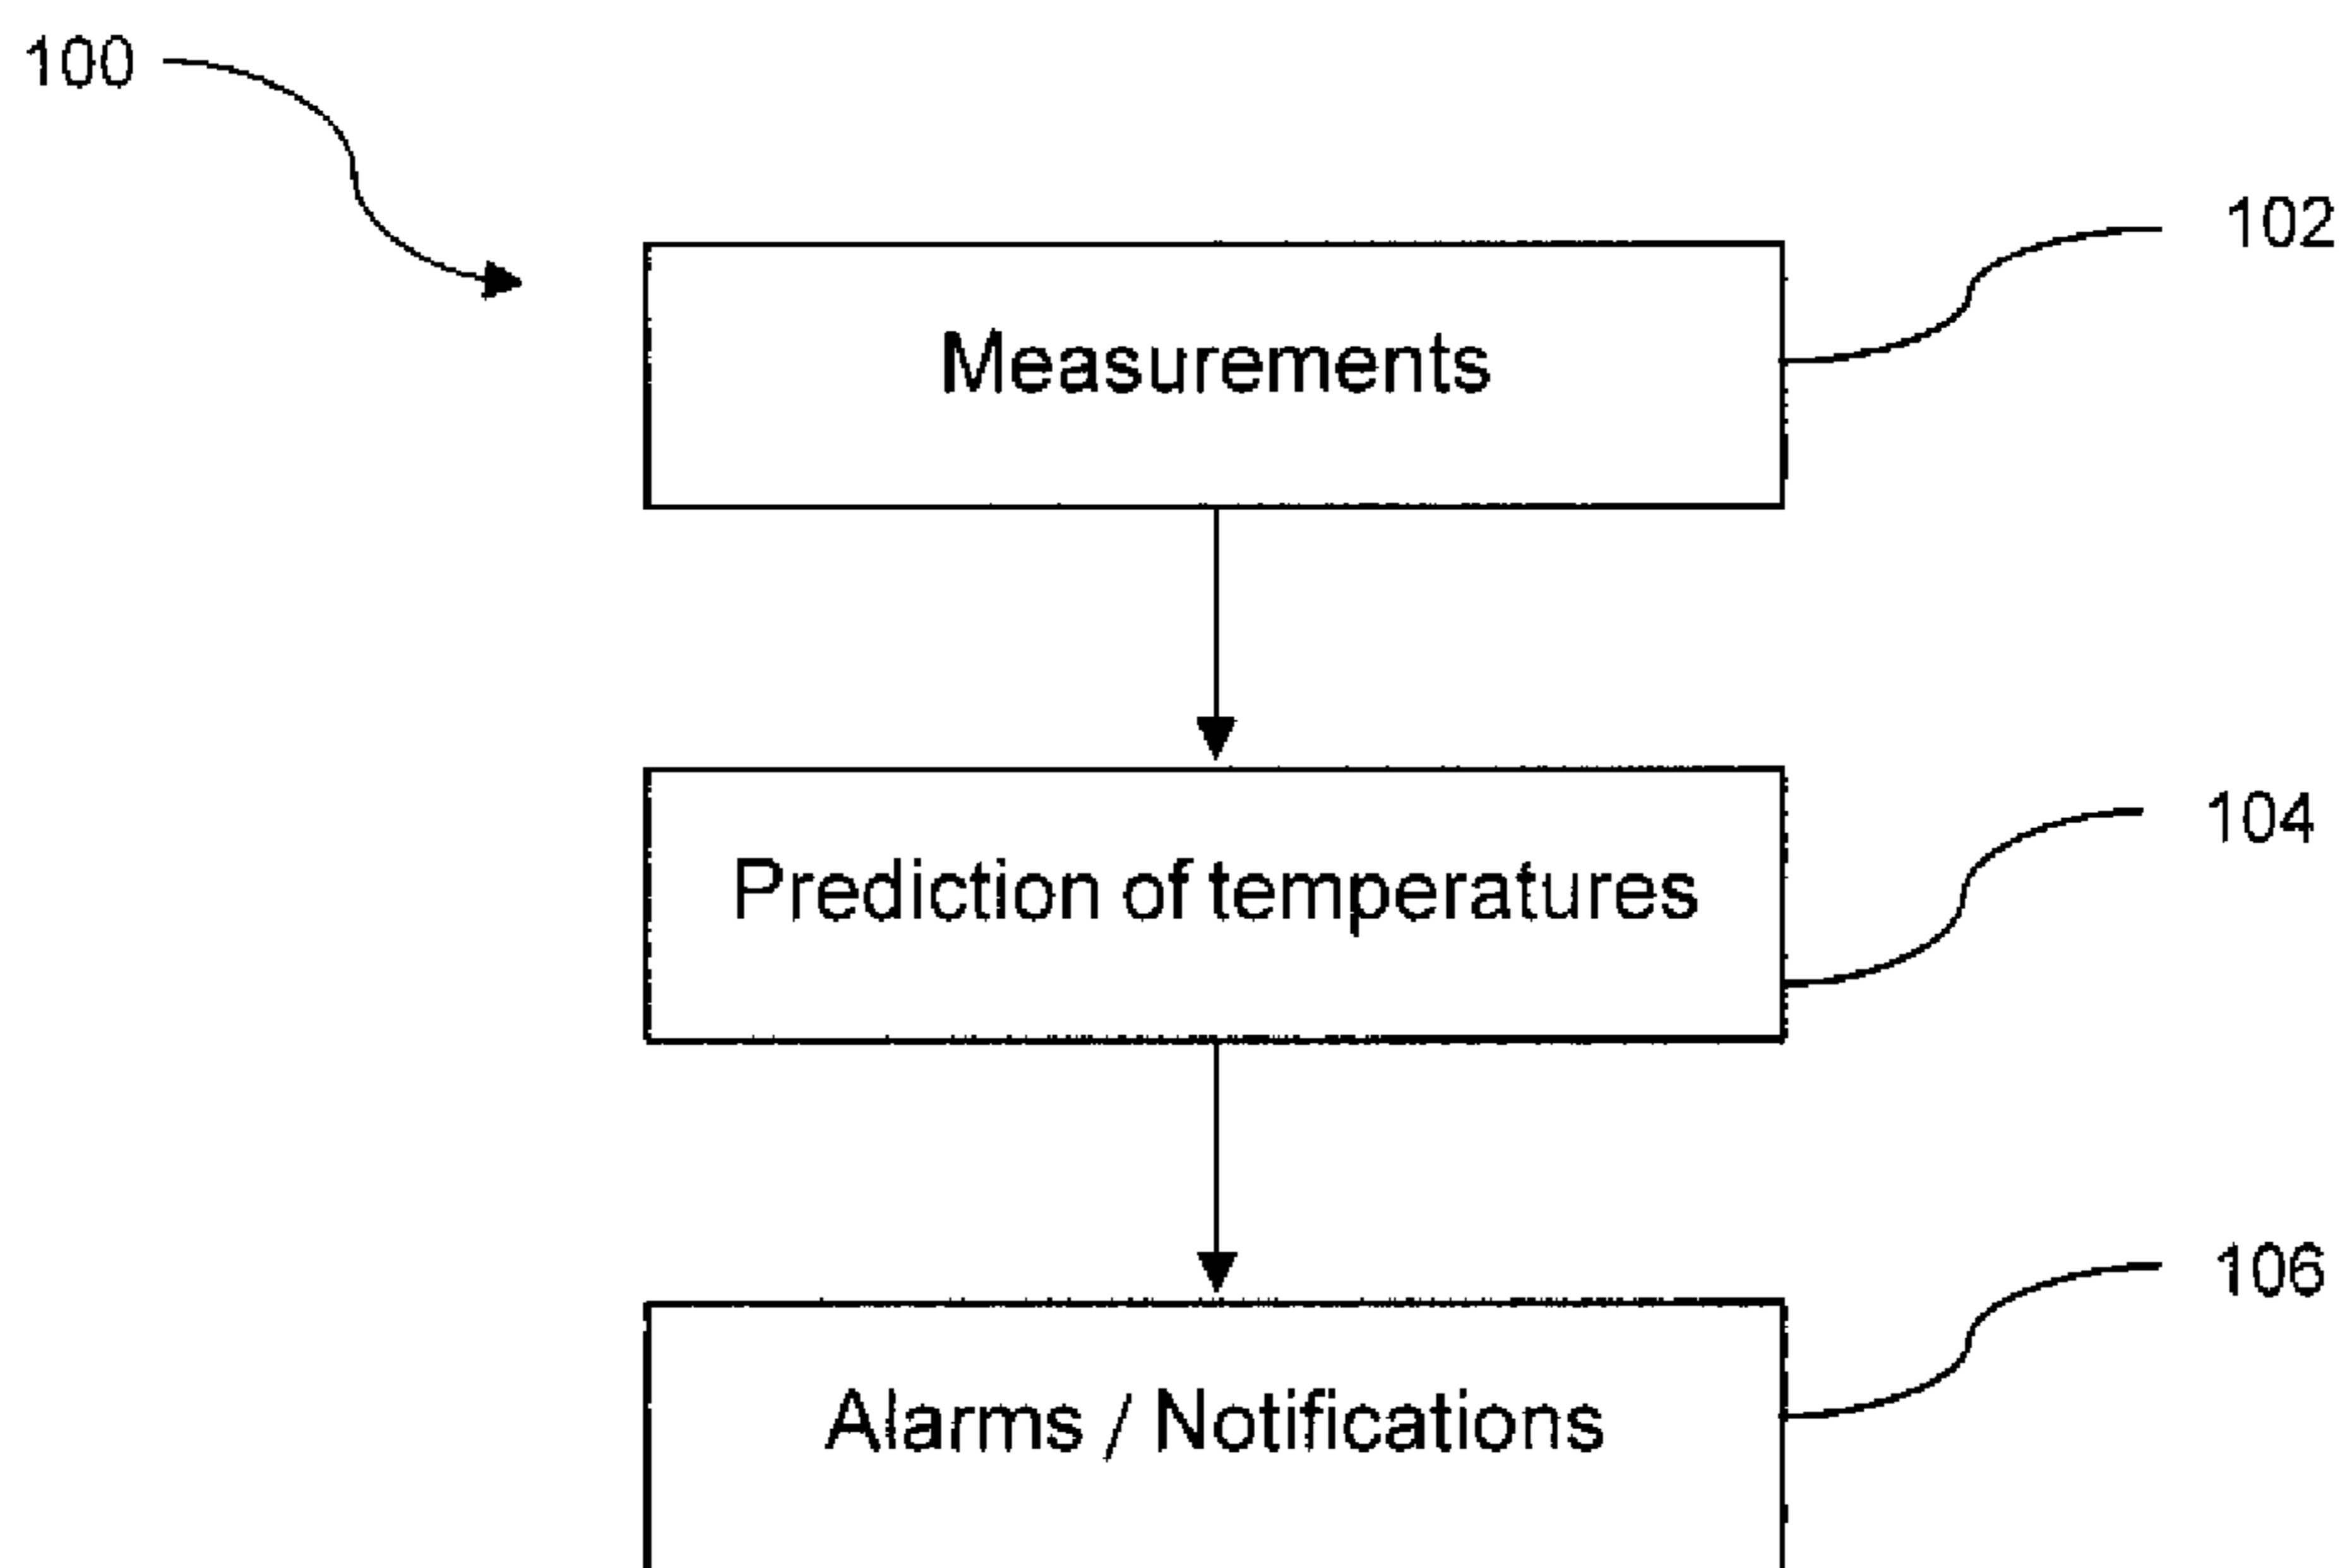 100
102
Measurements
104
Prediction of temperatures
106
Alarms / Notifications